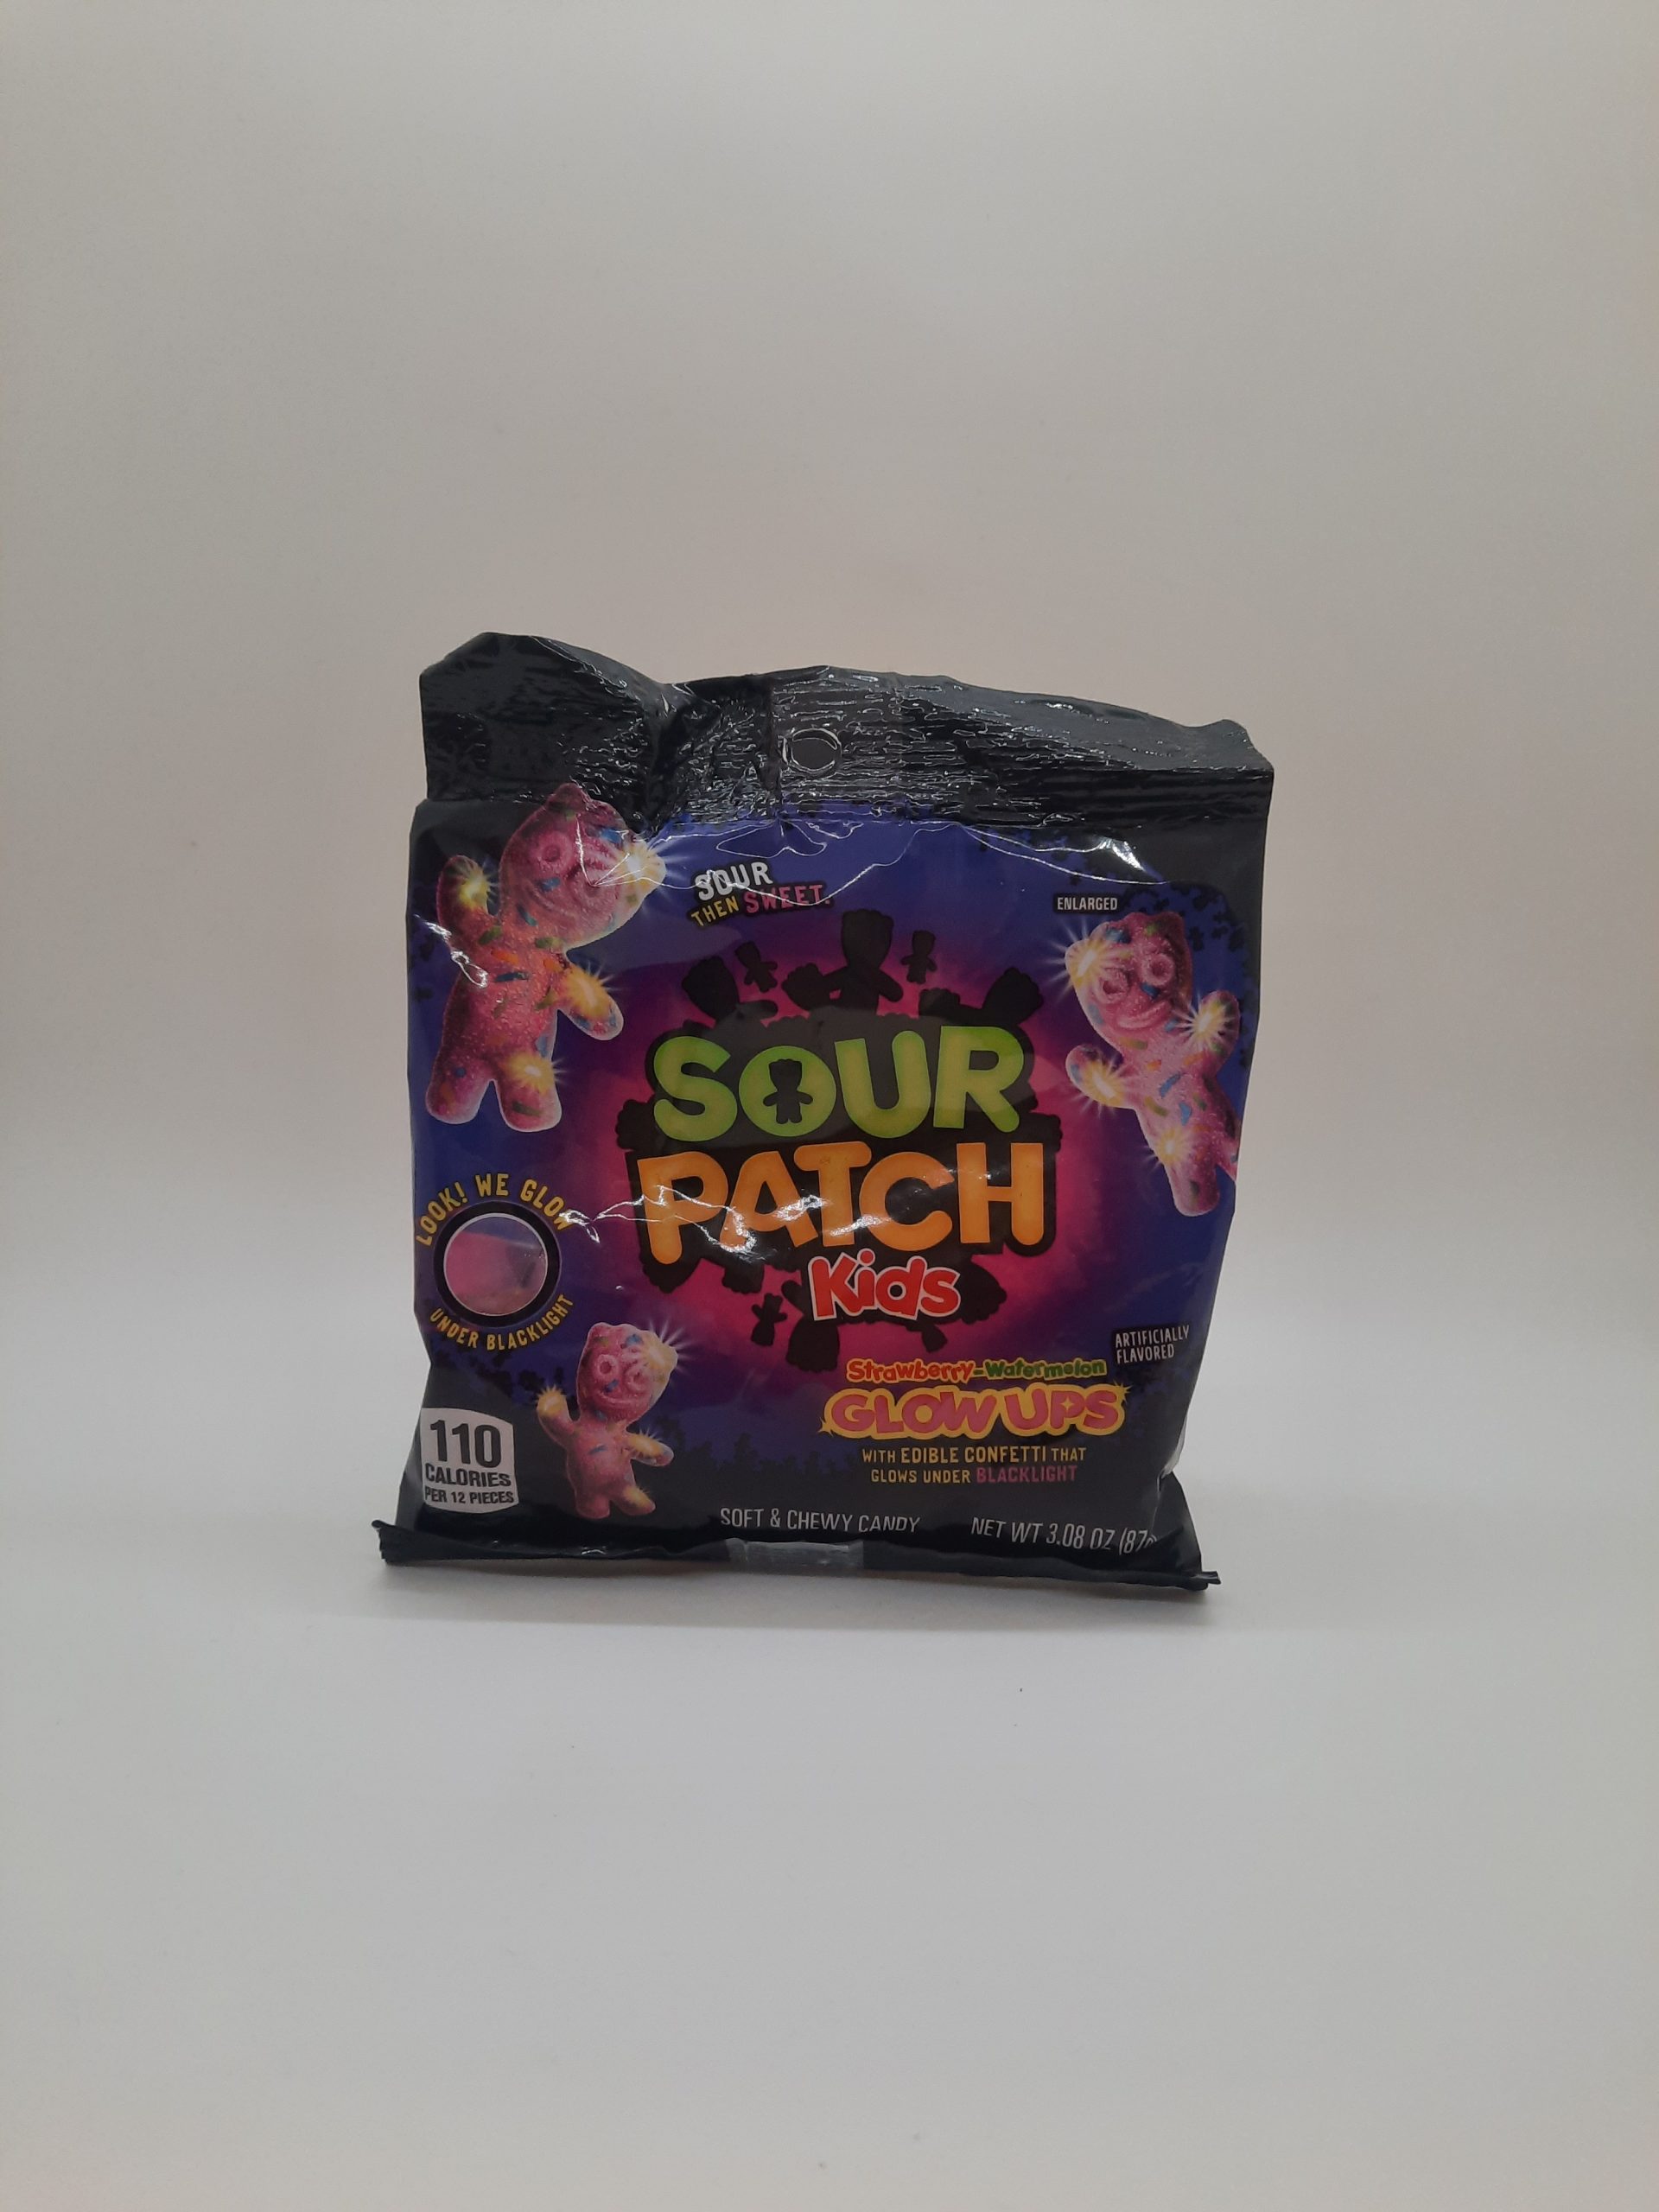 SOUR
THEN SWEET.
ENLARGED
SOUR
PATCH
Kids
LOOK! WE GLOW
UNDER BLACKLIGHT
ARTIFICIALLY
FLAVORED
Strawberry-Watermelon
GLOW UPS
WITH EDIBLE CONFETTI THAT
GLOWS UNDER BLACKLIGHT
110
CALORIES
PER 12 PIECES
SOFT & CHEWY CANDY
NET WT 3.08 OZ (87g